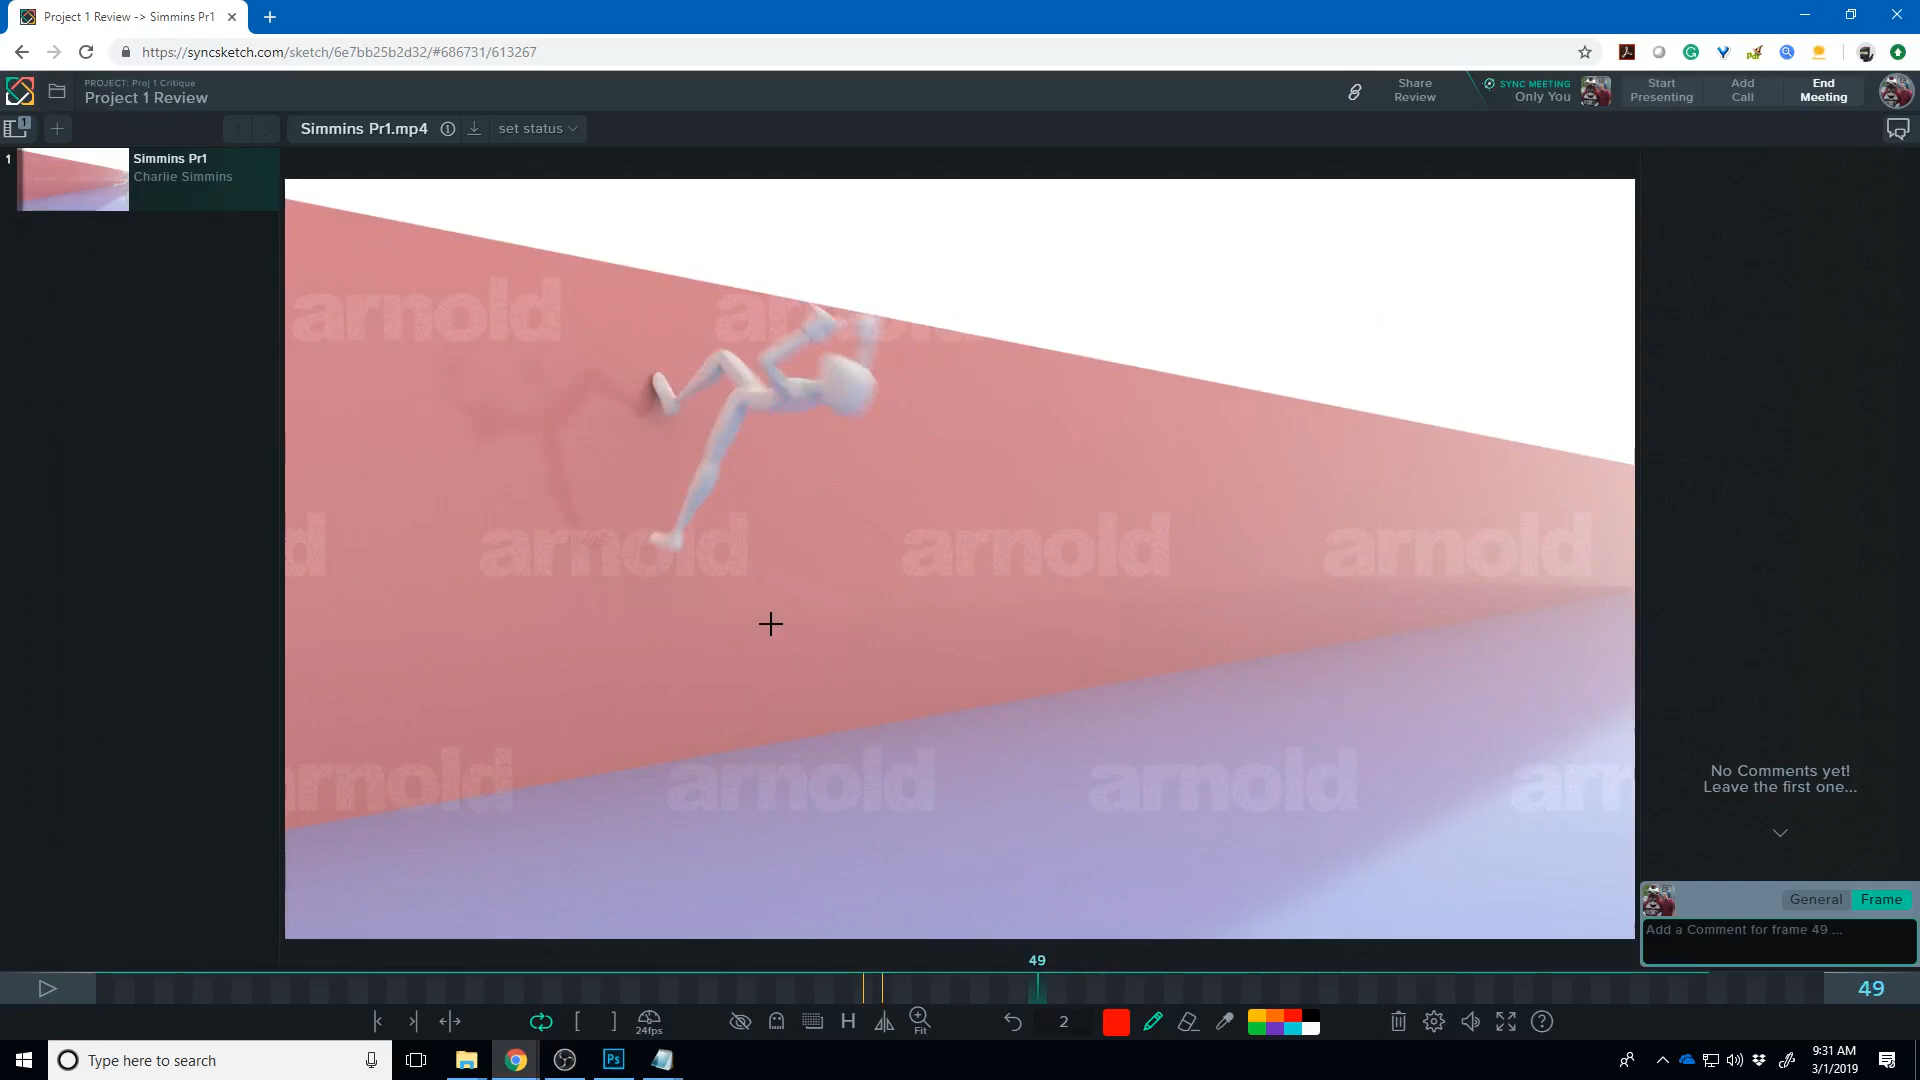 Project 1 Review -> Simmins Pr1
https://syncsketch.com/sketch/6e7bb25b2d32/#686731/613267
PROJECT: Proj 1 Critique
Project 1 Review
Share
Review
SYNC MEETING
Only You
Start
Presenting
Add
Call
End
Meeting
1
Simmins Pr1.mp4
set status
1
Simmins Pr1
Charlie Simmins
arnold
arnold
d
arnold
arnold
arnold
arnold
arnold
arnold
arn
No Comments yet!
Leave the first one...
General
Frame
Add a Comment for frame 49 ...
49
49
24fps
H
Fit
2
Type here to search
Ps
9:31 AM
3/1/2019